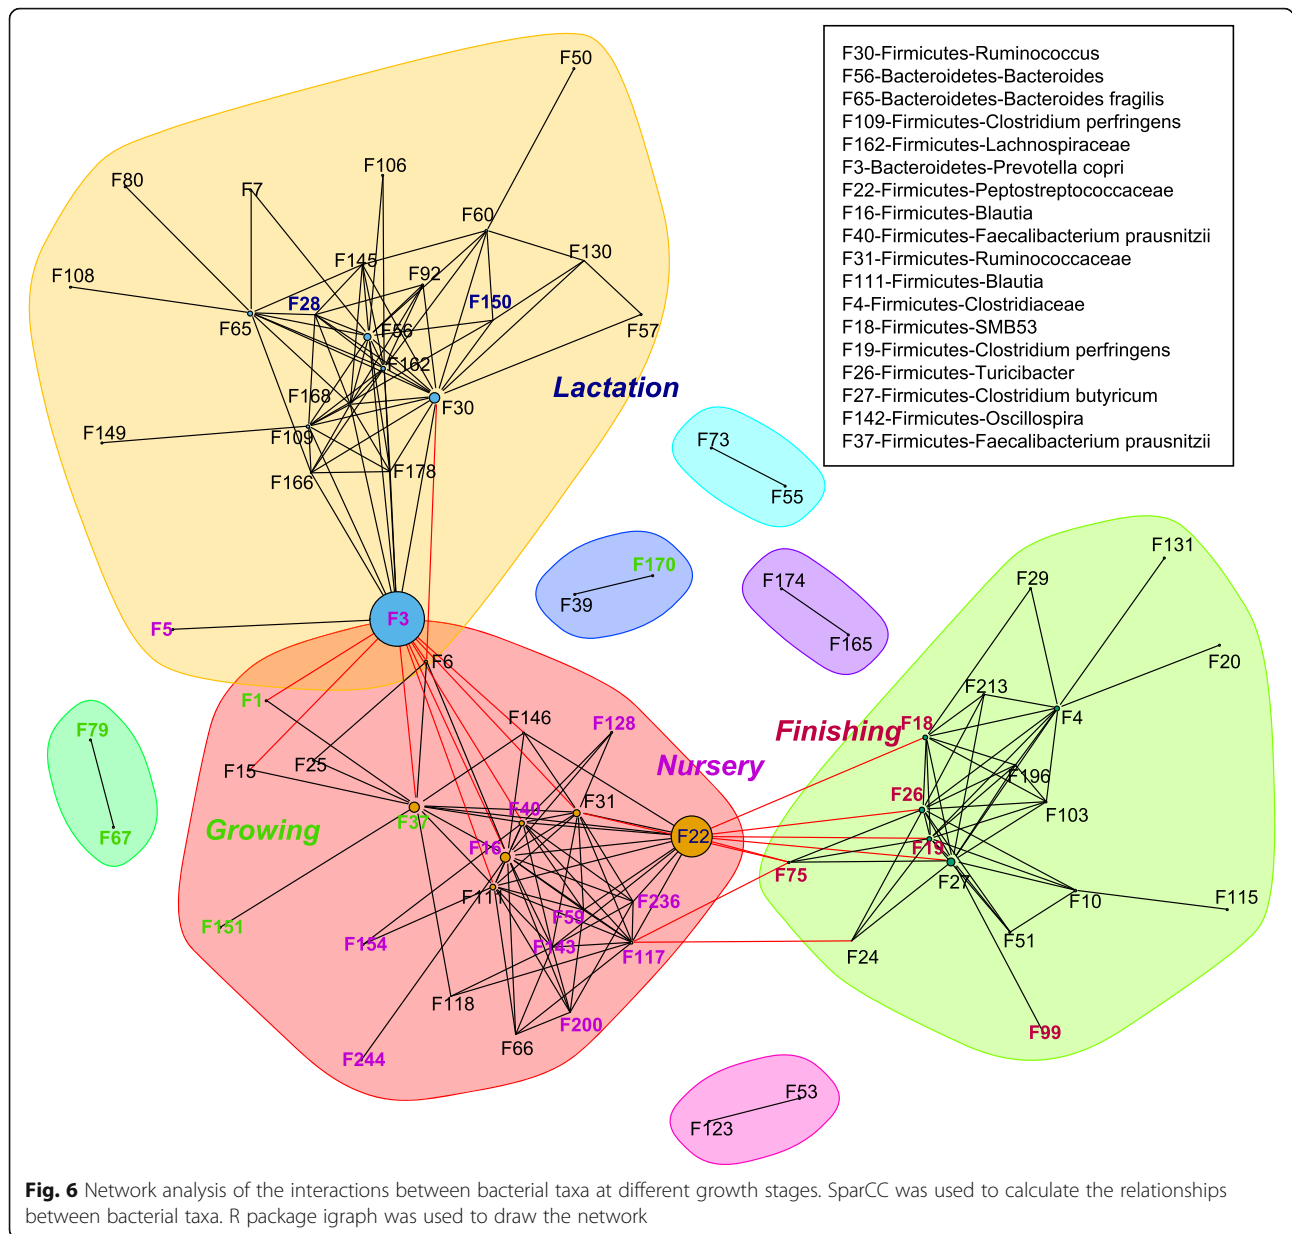 F50
F30-Firmicutes-Ruminococcus
F56-Bacteroidetes-Bacteroides
F65-Bacteroidetes-Bacteroides fragilis
F109-Firmicutes-Clostridium perfringens
F162-Firmicutes-Lachnospiraceae
F3-Bacteroidetes-Prevotella copri
F22-Firmicutes-Peptostreptococcaceae
F16-Firmicutes-Blautia
F40-Firmicutes-Faecalibacterium prausnitzii
F31-Firmicutes-Ruminococcaceae
F111-Firmicutes-Blautia
F4-Firmicutes-Clostridiaceae
F18-Firmicutes-SMB53
F19-Firmicutes-Clostridium perfringens
F26-Firmicutes-Turicibacter
F27-Firmicutes-Clostridium butyricum
F142-Firmicutes-Oscillospira
F37-Firmicutes-Faecalibacterium prausnitzii
F106
F80
F7
F60
F130
F145
F92
F108
F28
F150
F65
F56
F57
F162
Lactation
F168
F30
F149
F109
F178
F166
F73
F55
F170
F39
F174
F165
F131
F29
F20
F5
F3
F6
F1
F213
F4
F79
F146
F128
F18
Finishing
F15
F25
Nursery
F196
F26
F103
F31
F40
F37
Growing
F67
F22
F16
F19
F75
F27
F111
F10
F115
F236
F59
F151
F154
F143
F117
F51
F24
F118
F200
F99
F66
F244
F53
F123
Fig. 6 Network analysis of the interactions between bacterial taxa at different growth stages. SparCC was used to calculate the relationships
between bacterial taxa. R package igraph was used to draw the network